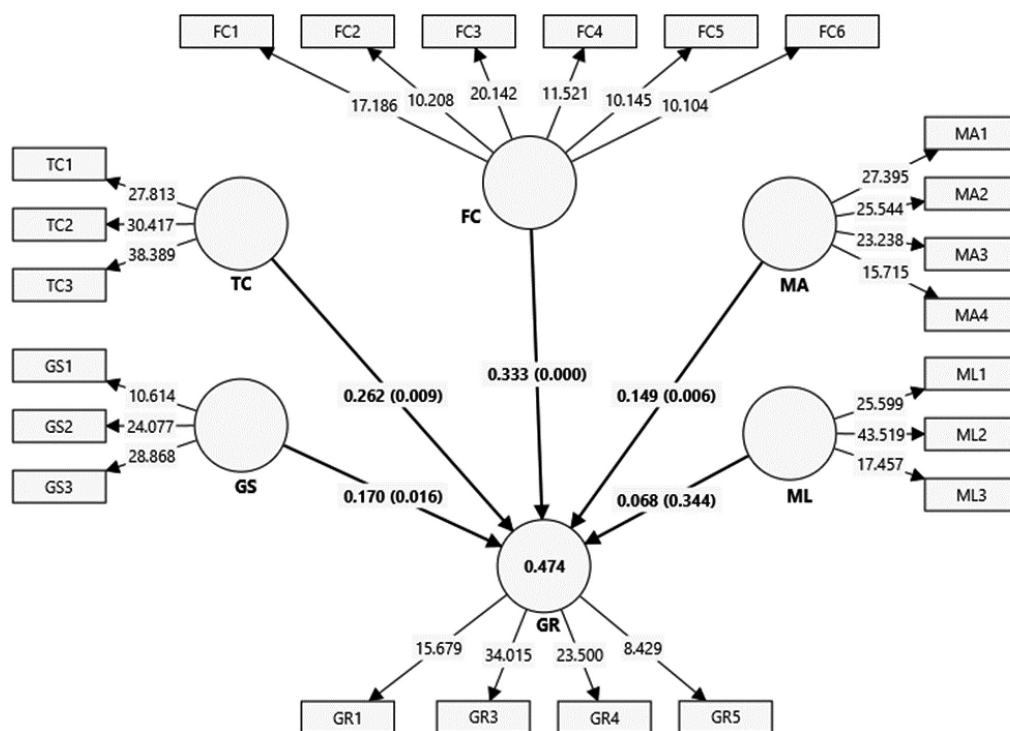 FC1 FC2 FC3 FC4 FC5 FC6
17.186 10.208 20.142 11.521 10.145 10.104
FC
TC1
TC2
TC3
27.813
30.417
38.389
TC
MA1
MA2
MA3
MA4
27.395
25.544
23.238
15.715
MA
GS1
GS2
GS3
10.614
24.077
28.868
GS
ML1
ML2
ML3
25.599
43.519
17.457
ML
0.262 (0.009)
0.333 (0.000)
0.149 (0.006)
0.170 (0.016)
0.068 (0.344)
0.474
GR
15.679 34.015 23.500 8.429
GR1 GR3 GR4 GR5